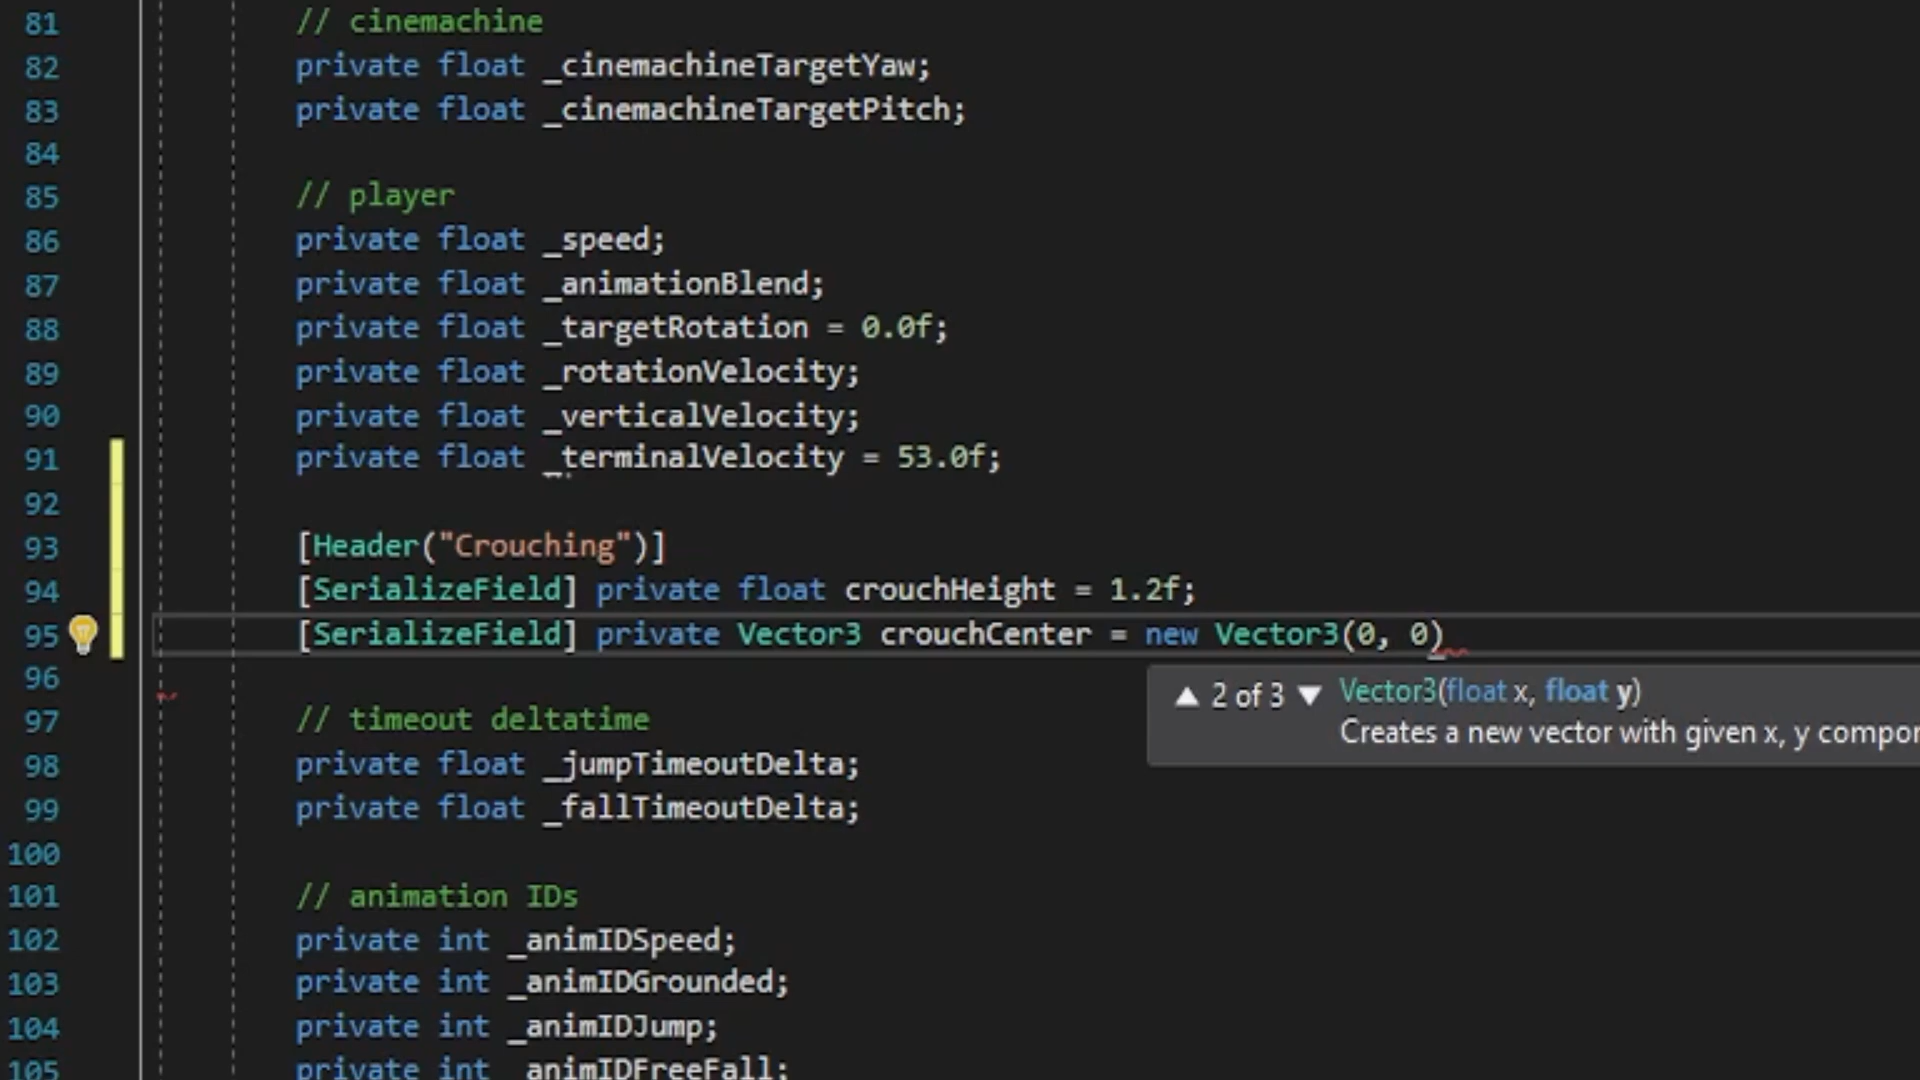 81 // cinemachine
82 private float _cinemachineTargetYaw;
83 private float _cinemachineTargetPitch;
84
85 // player
86 private float _speed;
87 private float _animationBlend;
88 private float _targetRotation = 0.0f;
89 private float _rotationVelocity;
90 private float _verticalVelocity;
91 private float _terminalVelocity = 53.0f;
92
93 [Header("Crouching")]
94 [SerializeField] private float crouchHeight = 1.2f;
95 [SerializeField] private Vector3 crouchCenter = new Vector3(0, 0)
96
▲ 2 of 3 ▼ Vector3(float x, float y)
Creates a new vector with given x, y compor
97 // timeout deltatime
98 private float _jumpTimeoutDelta;
99 private float _fallTimeoutDelta;
100
101 // animation IDs
102 private int _animIDSpeed;
103 private int _animIDGrounded;
104 private int _animIDJump;
105 private int _animIDFreeFall;